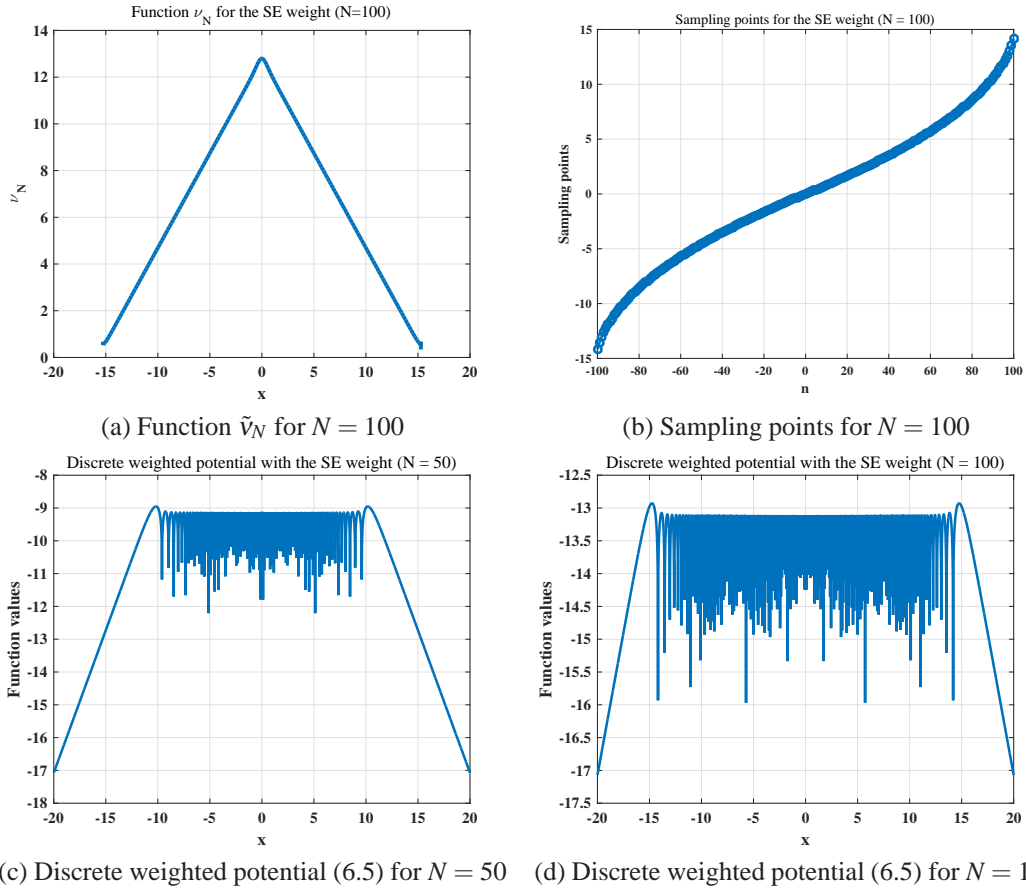 Function ν_N for the SE weight (N=100)
14
12
10
8
6
4
2
0
ν_N
-20 -15 -10 -5 0 5 10 15 20
x
(a) Function ν̃_N for N = 100
Sampling points for the SE weight (N = 100)
15
10
5
0
-5
-10
-15
Sampling points
-100 -80 -60 -40 -20 0 20 40 60 80 100
n
(b) Sampling points for N = 100
Discrete weighted potential with the SE weight (N = 50)
-8
-9
-10
-11
-12
-13
-14
-15
-16
-17
-18
Function values
-20 -15 -10 -5 0 5 10 15 20
x
(c) Discrete weighted potential (6.5) for N = 50
Discrete weighted potential with the SE weight (N = 100)
-12.5
-13
-13.5
-14
-14.5
-15
-15.5
-16
-16.5
-17
-17.5
Function values
-20 -15 -10 -5 0 5 10 15 20
x
(d) Discrete weighted potential (6.5) for N = 1